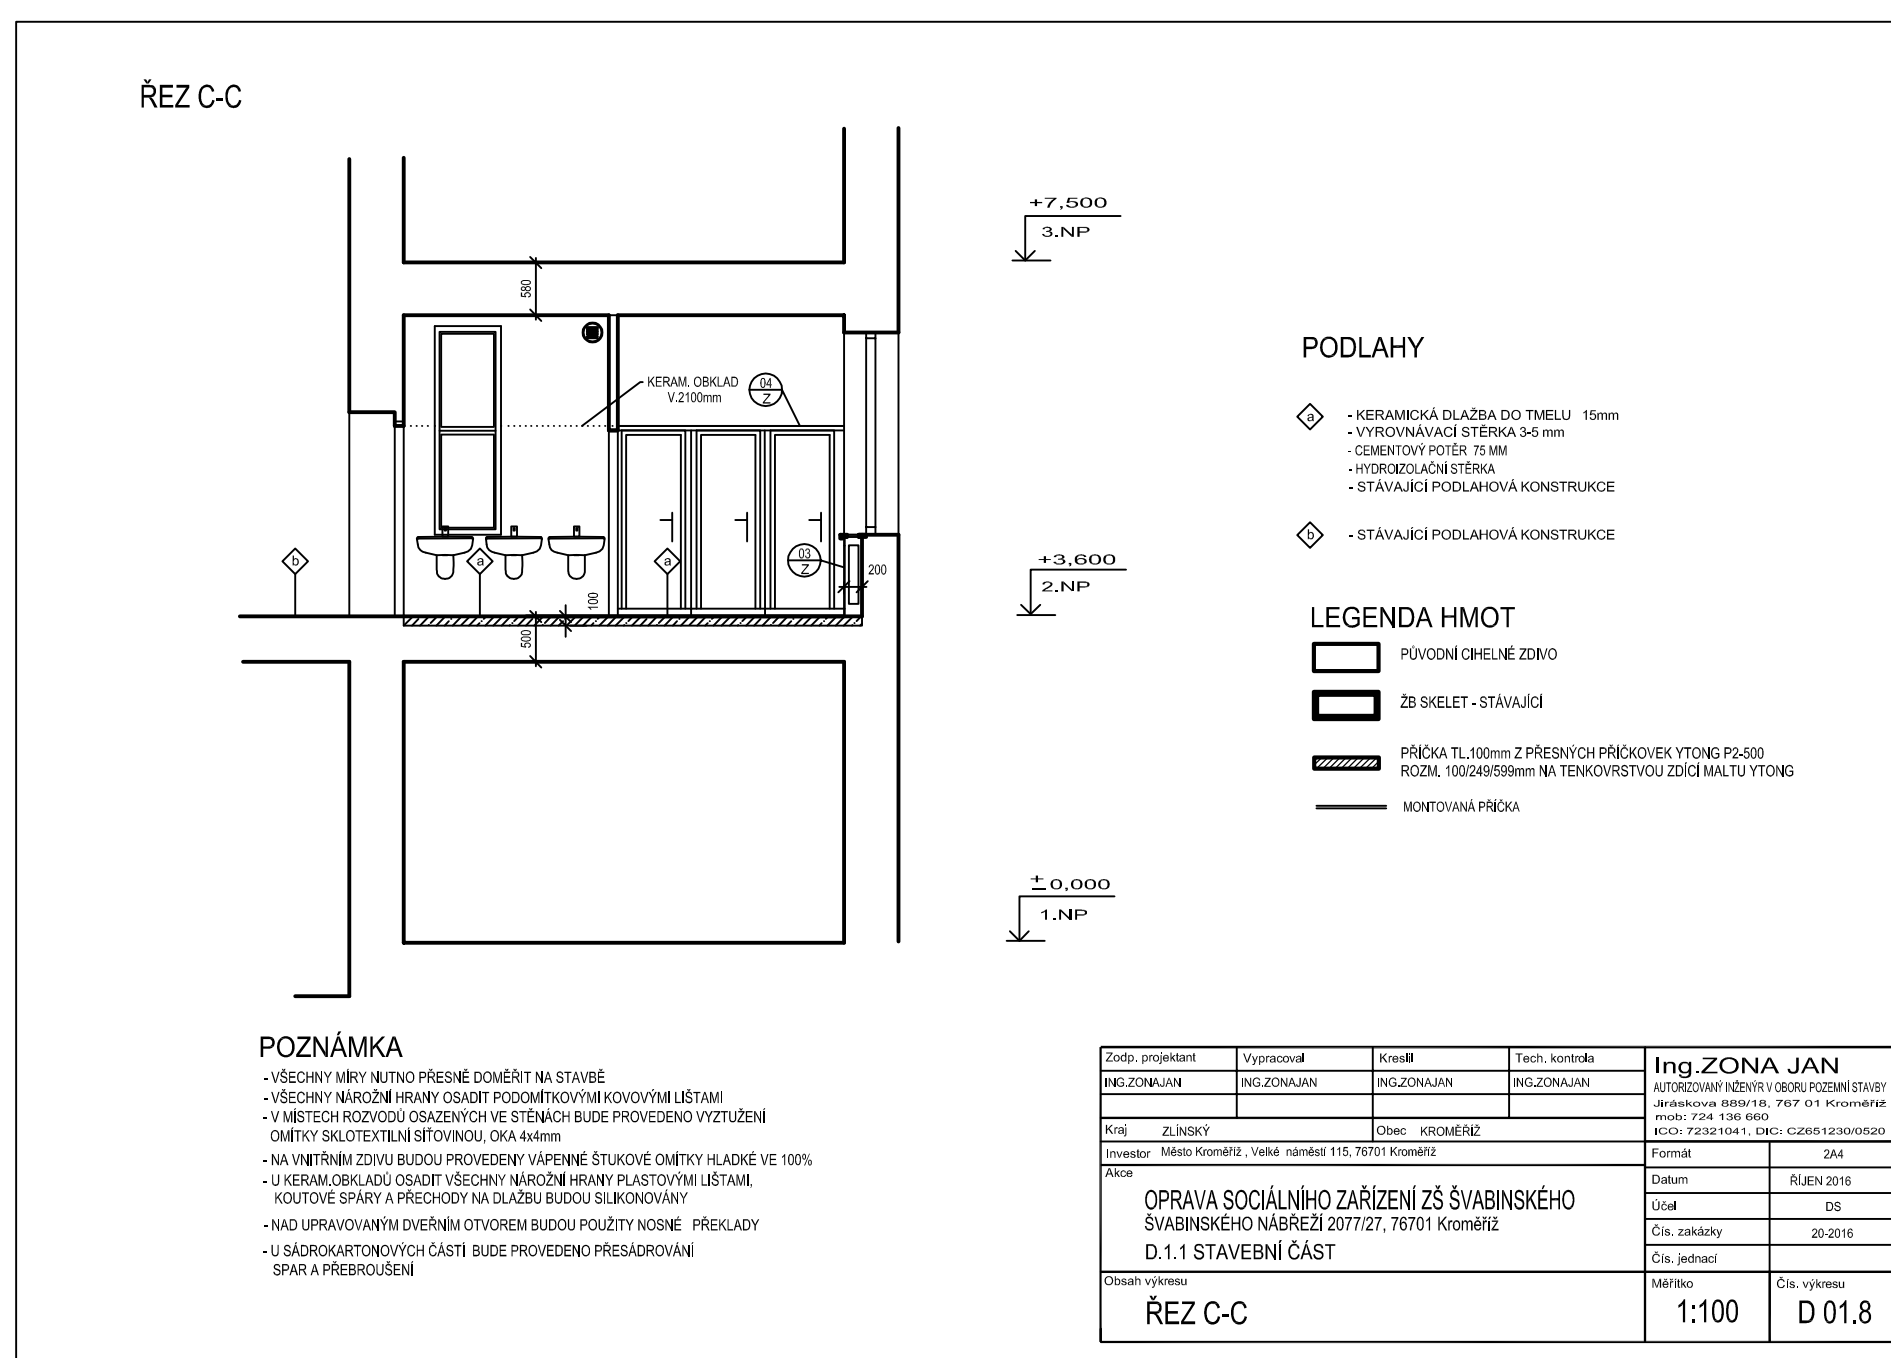 ŘEZ C-C
+7,500
3.NP
580
KERAM. OBKLAD
V.2100mm
04
Z
b
a
a
03
Z
200
100
500
+3,600
2.NP
±0,000
1.NP
PODLAHY
a
- KERAMICKÁ DLAŽBA DO TMELU 15mm
- VYROVNÁVACÍ STĚRKA 3-5 mm
- CEMENTOVÝ POTĚR 75 MM
- HYDROIZOLAČNÍ STĚRKA
- STÁVAJÍCÍ PODLAHOVÁ KONSTRUKCE
b
- STÁVAJÍCÍ PODLAHOVÁ KONSTRUKCE
LEGENDA HMOT
PŮVODNÍ CIHELNÉ ZDIVO
ŽB SKELET - STÁVAJÍCÍ
PŘÍČKA TL.100mm Z PŘESNÝCH PŘÍČKOVEK YTONG P2-500
ROZM. 100/249/599mm NA TENKOVRSTVOU ZDÍCÍ MALTU YTONG
MONTOVANÁ PŘÍČKA
POZNÁMKA
- VŠECHNY MÍRY NUTNO PŘESNĚ DOMĚŘIT NA STAVBĚ
- VŠECHNY NÁROŽNÍ HRANY OSADIT PODOMÍTKOVÝMI KOVOVÝMI LIŠTAMI
- V MÍSTECH ROZVODŮ OSAZENÝCH VE STĚNÁCH BUDE PROVEDENO VYZTUŽENÍ
OMÍTKY SKLOTEXTILNÍ SÍŤOVINOU, OKA 4x4mm
- NA VNITŘNÍM ZDIVU BUDOU PROVEDENY VÁPENNÉ ŠTUKOVÉ OMÍTKY HLADKÉ VE 100%
- U KERAM.OBKLADŮ OSADIT VŠECHNY NÁROŽNÍ HRANY PLASTOVÝMI LIŠTAMI,
KOUTOVÉ SPÁRY A PŘECHODY NA DLAŽBU BUDOU SILIKONOVÁNY
- NAD UPRAVOVANÝM DVEŘNÍM OTVOREM BUDOU POUŽITY NOSNÉ PŘEKLADY
- U SÁDROKARTONOVÝCH ČÁSTÍ BUDE PROVEDENO PŘESÁDROVÁNÍ
SPAR A PŘEBROUŠENÍ
Zodp. projektant Vypracoval Kreslil Tech. kontrola
ING.ZONAJAN ING.ZONAJAN ING.ZONAJAN ING.ZONAJAN
Kraj ZLÍNSKÝ Obec KROMĚŘÍŽ
Investor Město Kroměříž , Velké náměstí 115, 76701 Kroměříž
Akce
OPRAVA SOCIÁLNÍHO ZAŘÍZENÍ ZŠ ŠVABINSKÉHO
ŠVABINSKÉHO NÁBŘEŽÍ 2077/27, 76701 Kroměříž
D.1.1 STAVEBNÍ ČÁST
Obsah výkresu
ŘEZ C-C
Ing.ZONA JAN
AUTORIZOVANÝ INŽENÝR V OBORU POZEMNÍ STAVBY
Jiráskova 889/18, 767 01 Kroměříž
mob: 724 136 660
ICO: 72321041, DIC: CZ651230/0520
Formát 2A4
Datum ŘÍJEN 2016
Účel DS
Čís. zakázky 20-2016
Čís. jednací
Měřítko Čís. výkresu
1:100 D 01.8